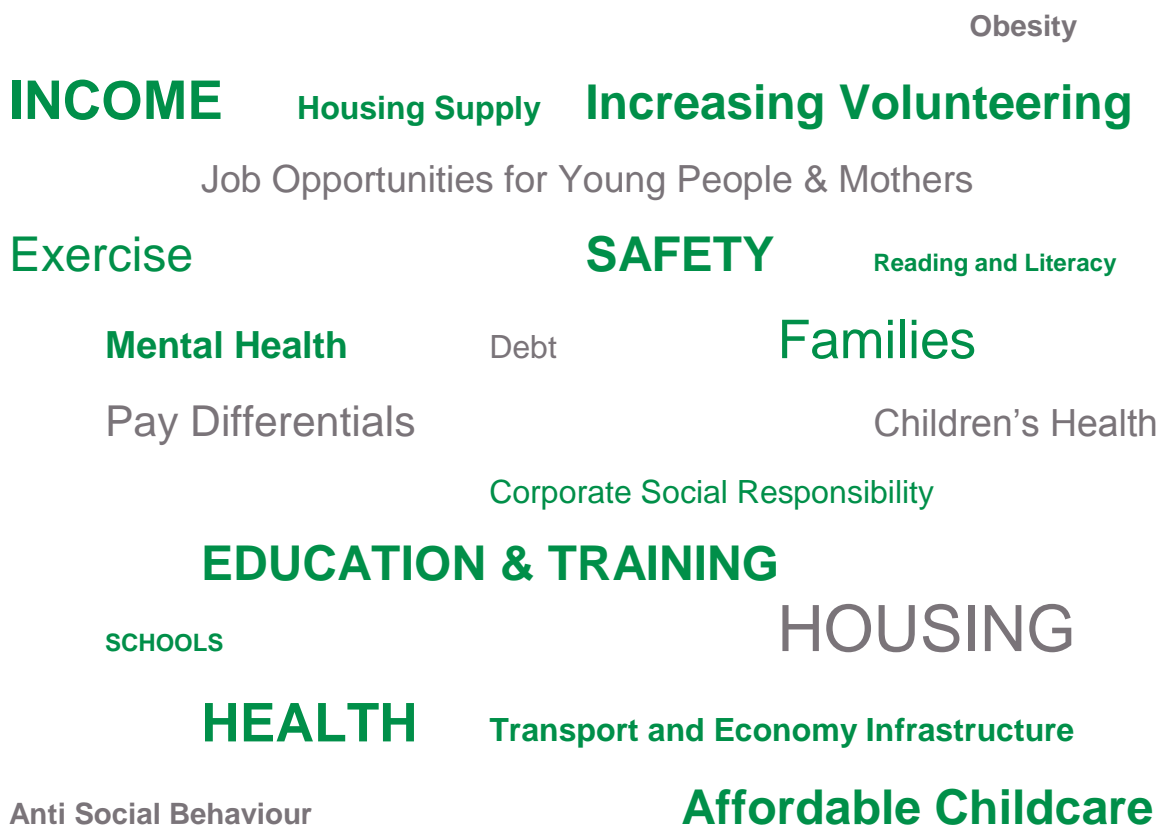 Obesity
INCOME Housing Supply Increasing Volunteering
Job Opportunities for Young People & Mothers
Exercise SAFETY Reading and Literacy
Mental Health Debt Families
Pay Differentials Children’s Health
Corporate Social Responsibility
EDUCATION & TRAINING
SCHOOLS HOUSING
HEALTH Transport and Economy Infrastructure
Anti Social Behaviour Affordable Childcare